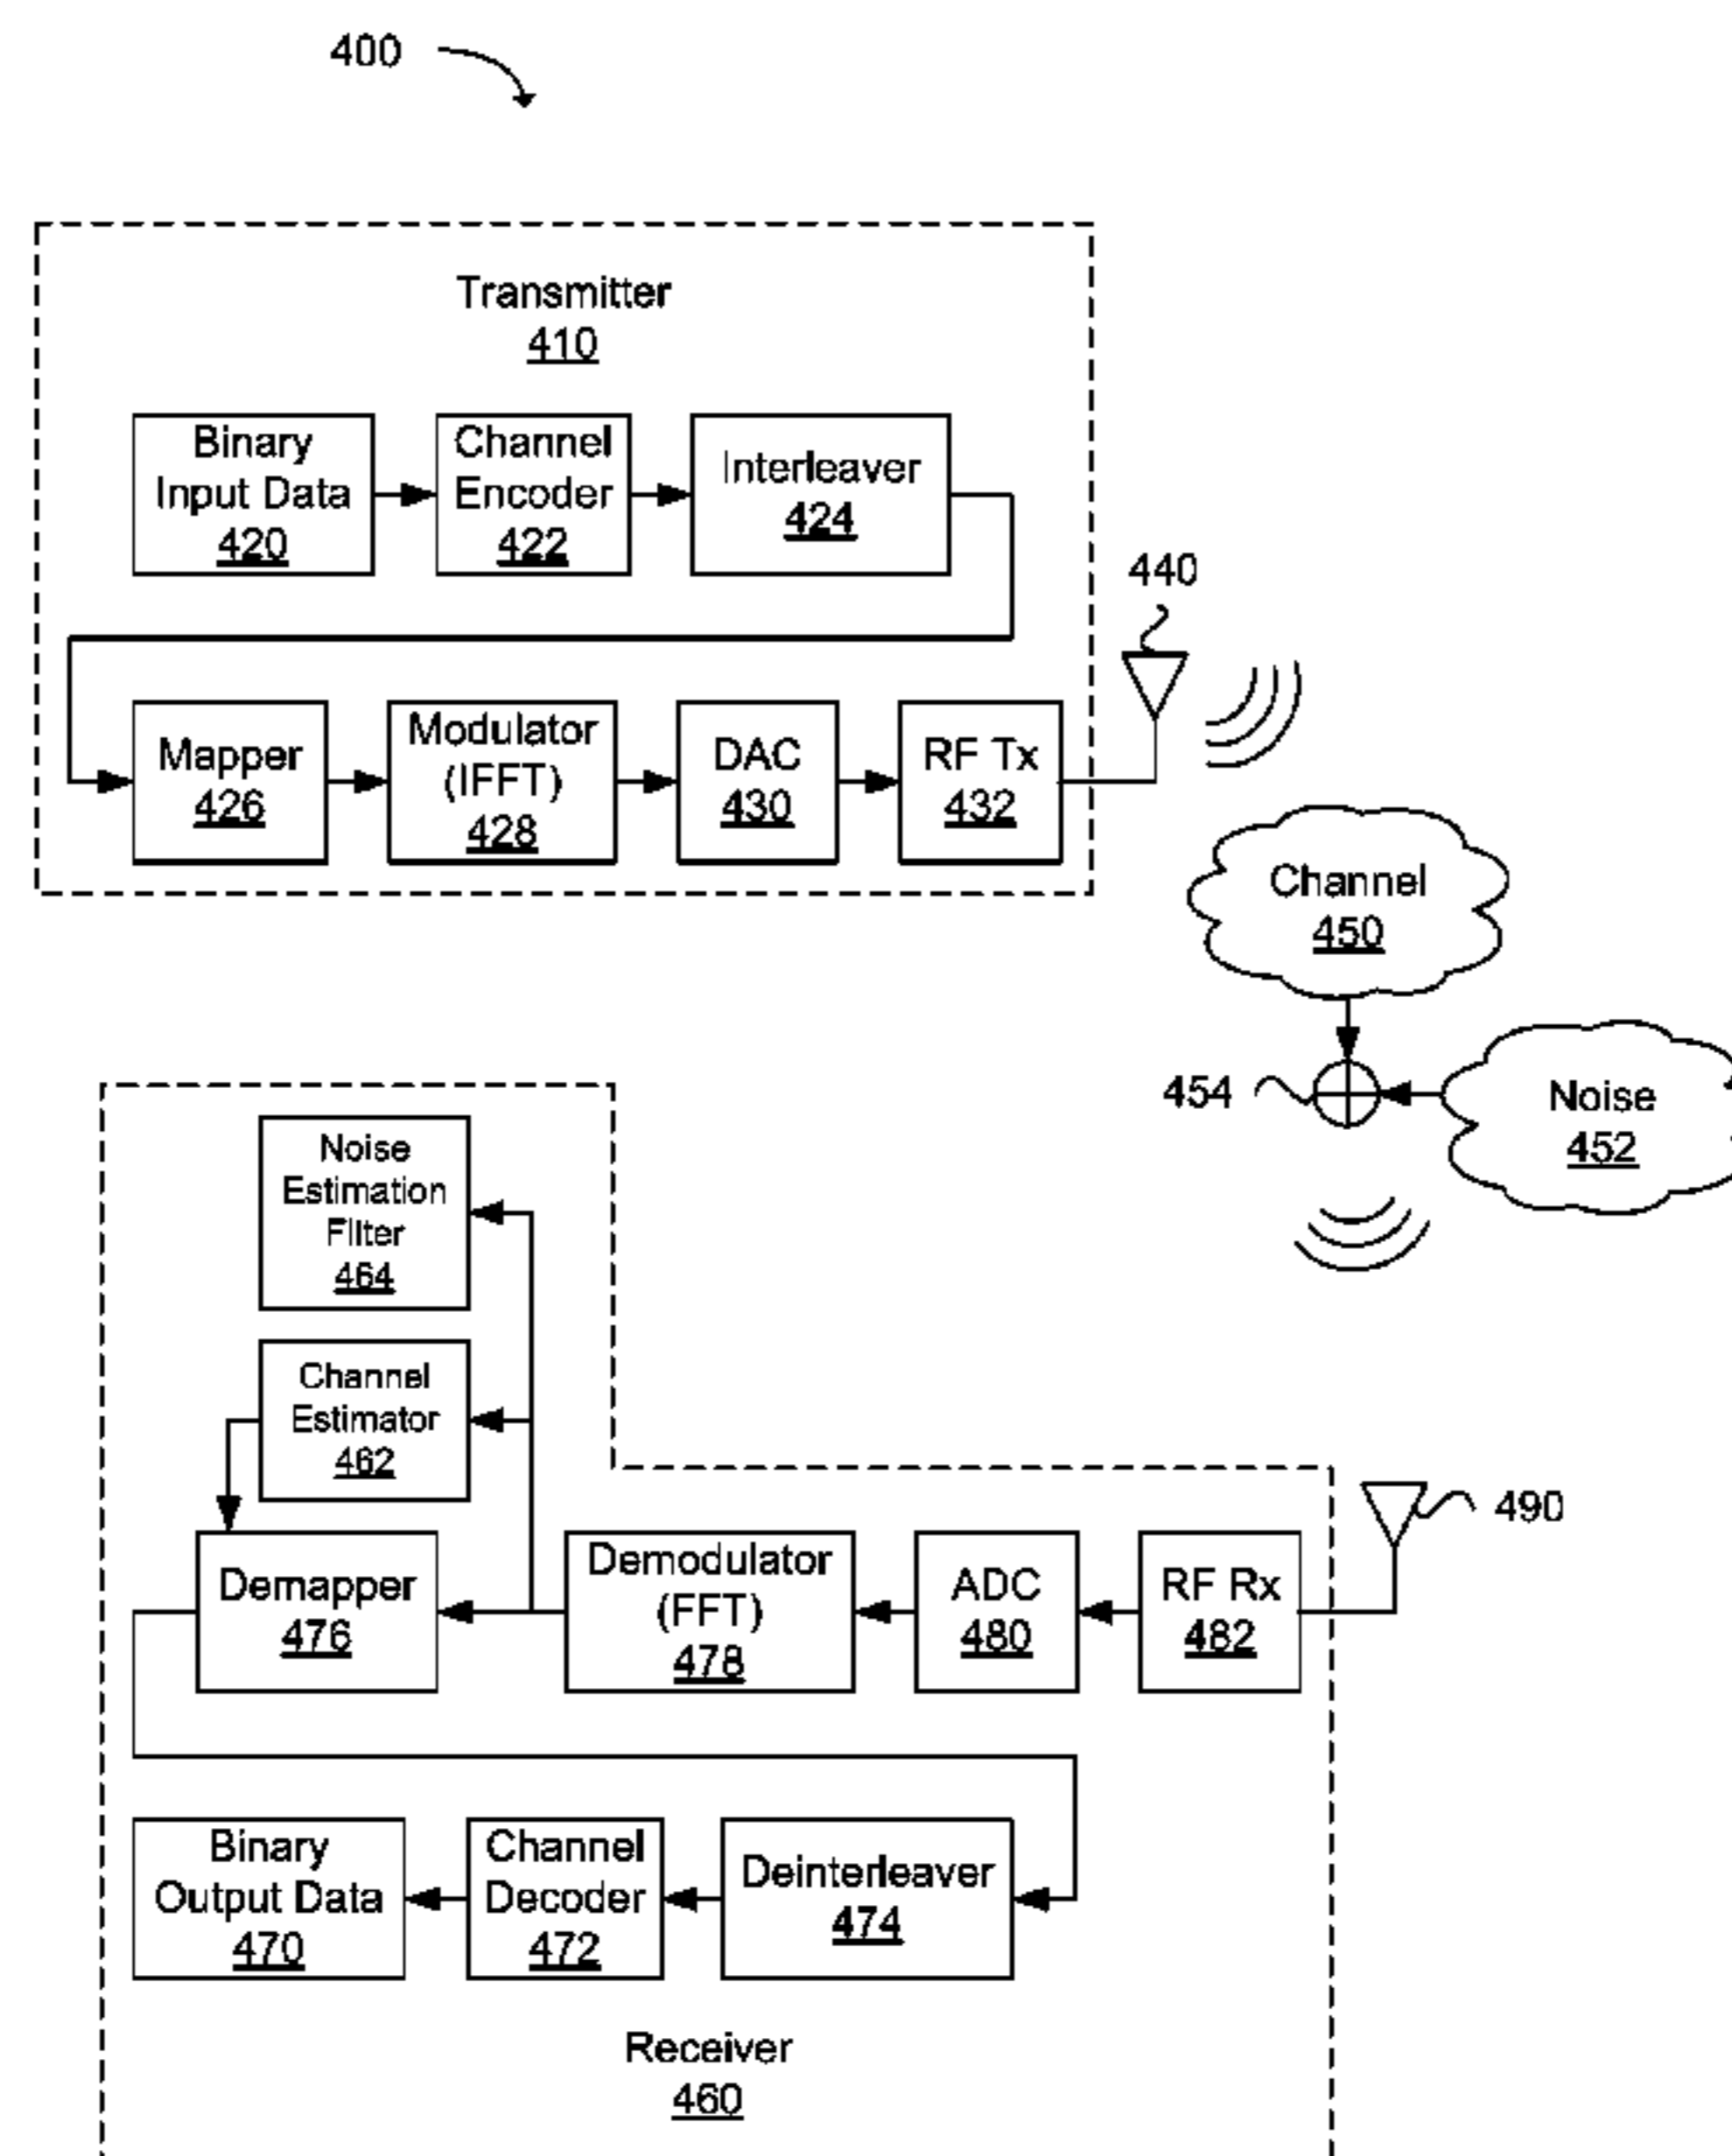 400
Transmitter
410
Binary
Input Data
420
Channel
Encoder
422
Interleaver
424
440
Mapper
426
Modulator
(IFFT)
428
DAC
430
RF Tx
432
Channel
450
454
Noise
452
Noise
Estimation
Filter
464
Channel
Estimator
462
490
Demapper
476
Demodulator
(FFT)
478
ADC
480
RF Rx
482
Binary
Output Data
470
Channel
Decoder
472
Deinterleaver
474
Receiver
460